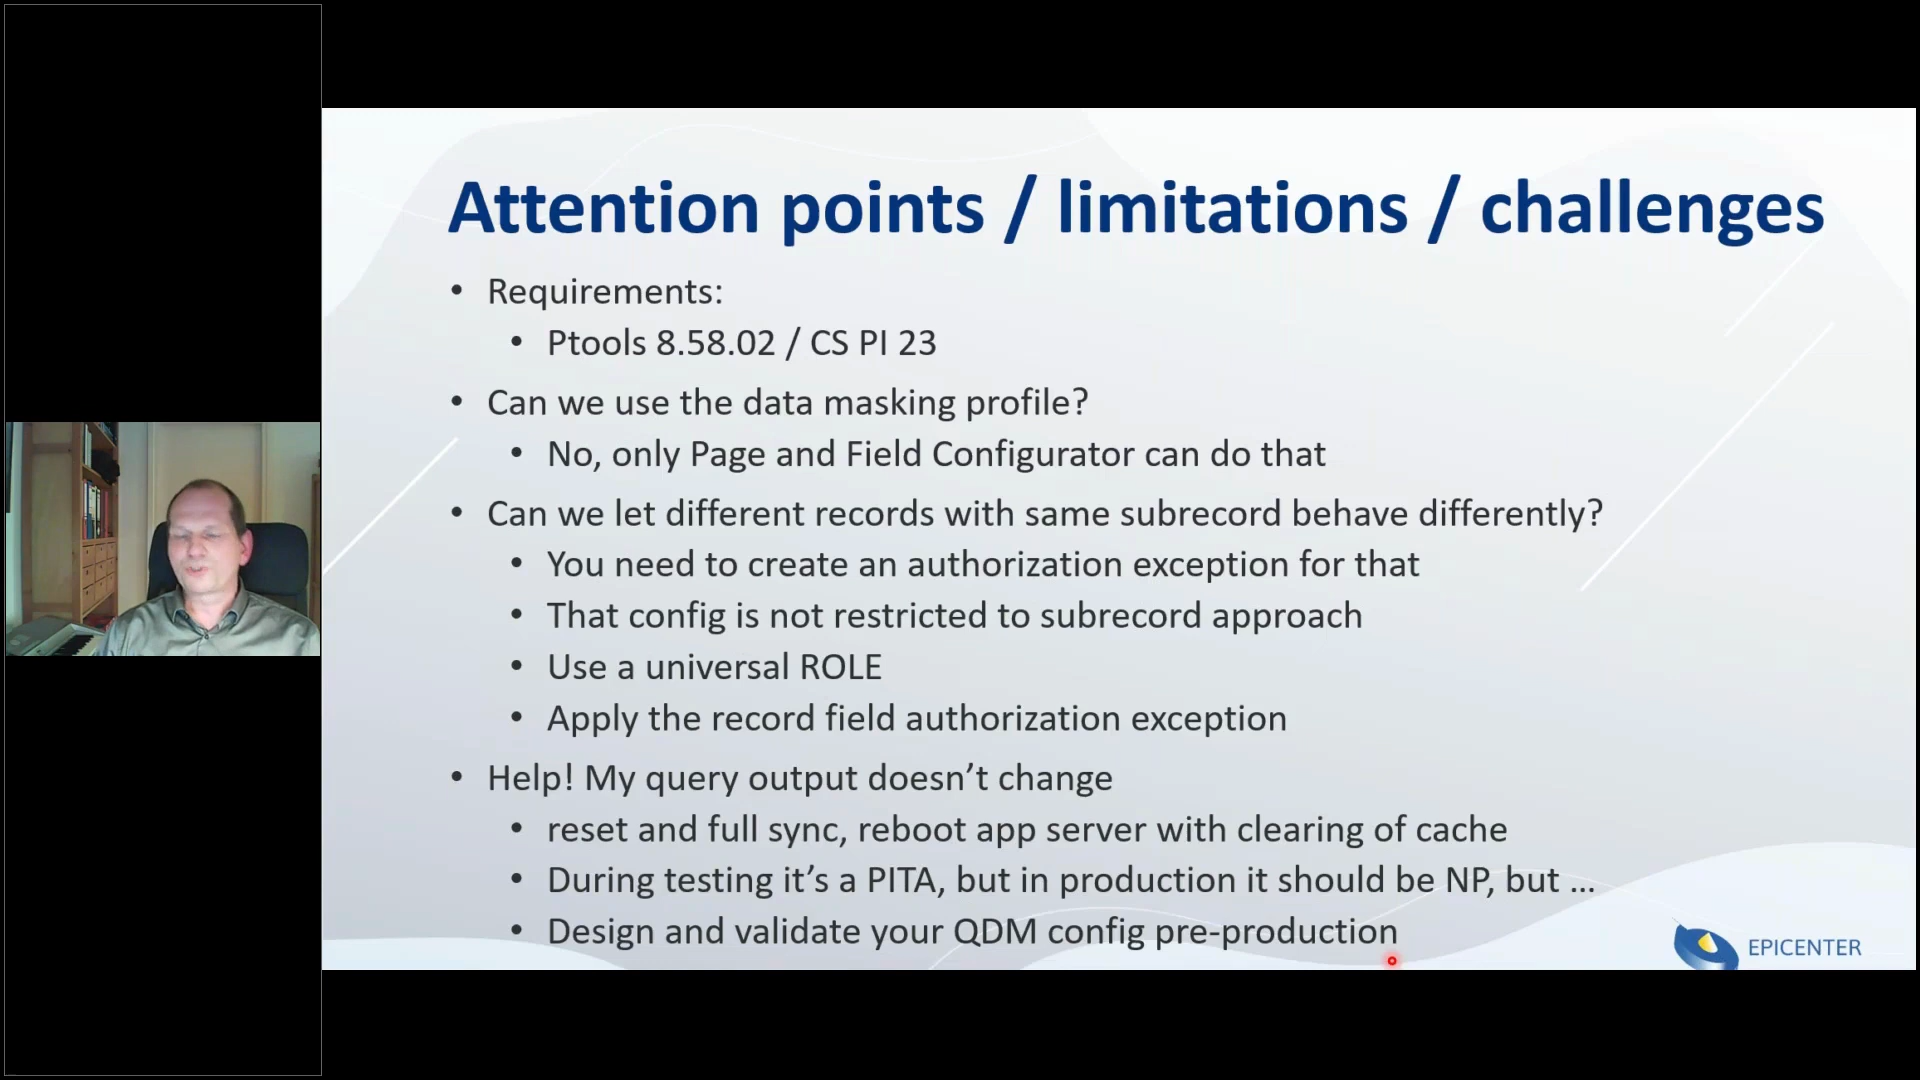 Attention points / limitations / challenges
• Requirements:
• Ptools 8.58.02 / CS PI 23
• Can we use the data masking profile?
• No, only Page and Field Configurator can do that
• Can we let different records with same subrecord behave differently?
• You need to create an authorization exception for that
• That config is not restricted to subrecord approach
• Use a universal ROLE
• Apply the record field authorization exception
• Help! My query output doesn’t change
• reset and full sync, reboot app server with clearing of cache
• During testing it’s a PITA, but in production it should be NP, but ...
• Design and validate your QDM config pre-production
EPICENTER